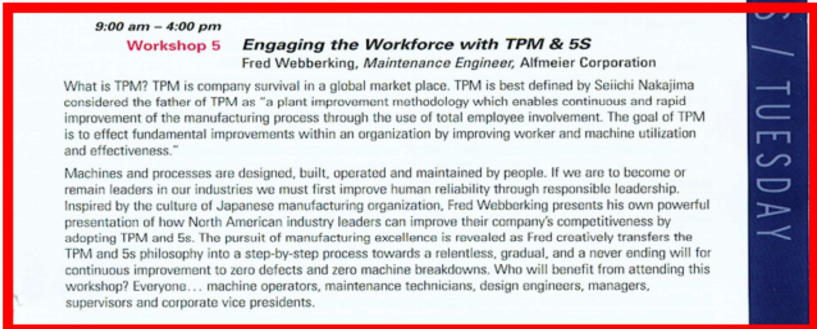 9:00 am – 4:00 pm
Workshop 5 Engaging the Workforce with TPM & 5S
Fred Webberking, Maintenance Engineer, Alfmeier Corporation
What is TPM? TPM is company survival in a global market place. TPM is best defined by Seiichi Nakajima
considered the father of TPM as "a plant improvement methodology which enables continuous and rapid
improvement of the manufacturing process through the use of total employee involvement. The goal of TPM
is to effect fundamental improvements within an organization by improving worker and machine utilization
and effectiveness."
Machines and processes are designed, built, operated and maintained by people. If we are to become or
remain leaders in our industries we must first improve human reliability through responsible leadership.
Inspired by the culture of Japanese manufacturing organization, Fred Webberking presents his own powerful
presentation of how North American industry leaders can improve their company's competitiveness by
adopting TPM and 5s. The pursuit of manufacturing excellence is revealed as Fred creatively transfers the
TPM and 5s philosophy into a step-by-step process towards a relentless, gradual, and a never ending will for
continuous improvement to zero defects and zero machine breakdowns. Who will benefit from attending this
workshop? Everyone... machine operators, maintenance technicians, design engineers, managers,
supervisors and corporate vice presidents.
S / TUESDAY